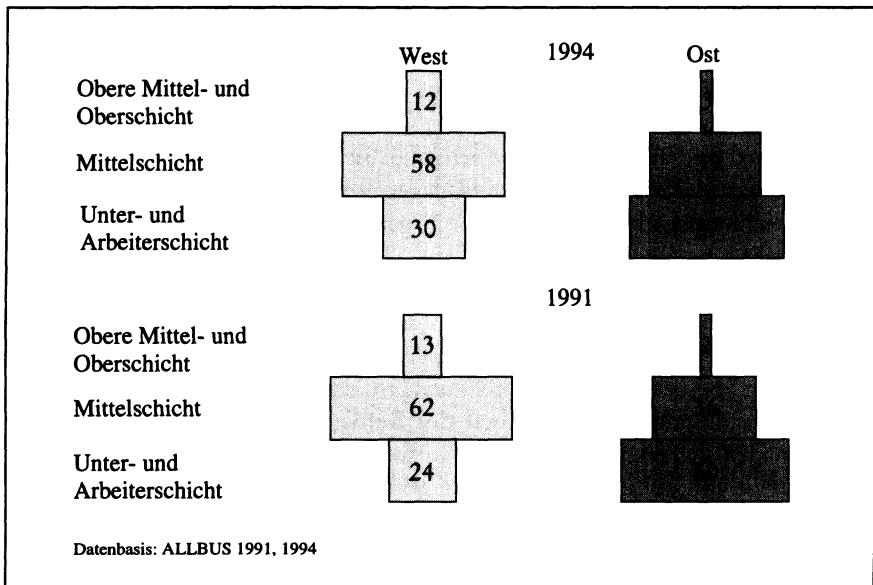 West 1994 Ost
Obere Mittel- und
Oberschicht
12
Mittelschicht
58
Unter- und
Arbeiterschicht
30
1991
Obere Mittel- und
Oberschicht
13
Mittelschicht
62
Unter- und
Arbeiterschicht
24
Datenbasis: ALLBUS 1991, 1994